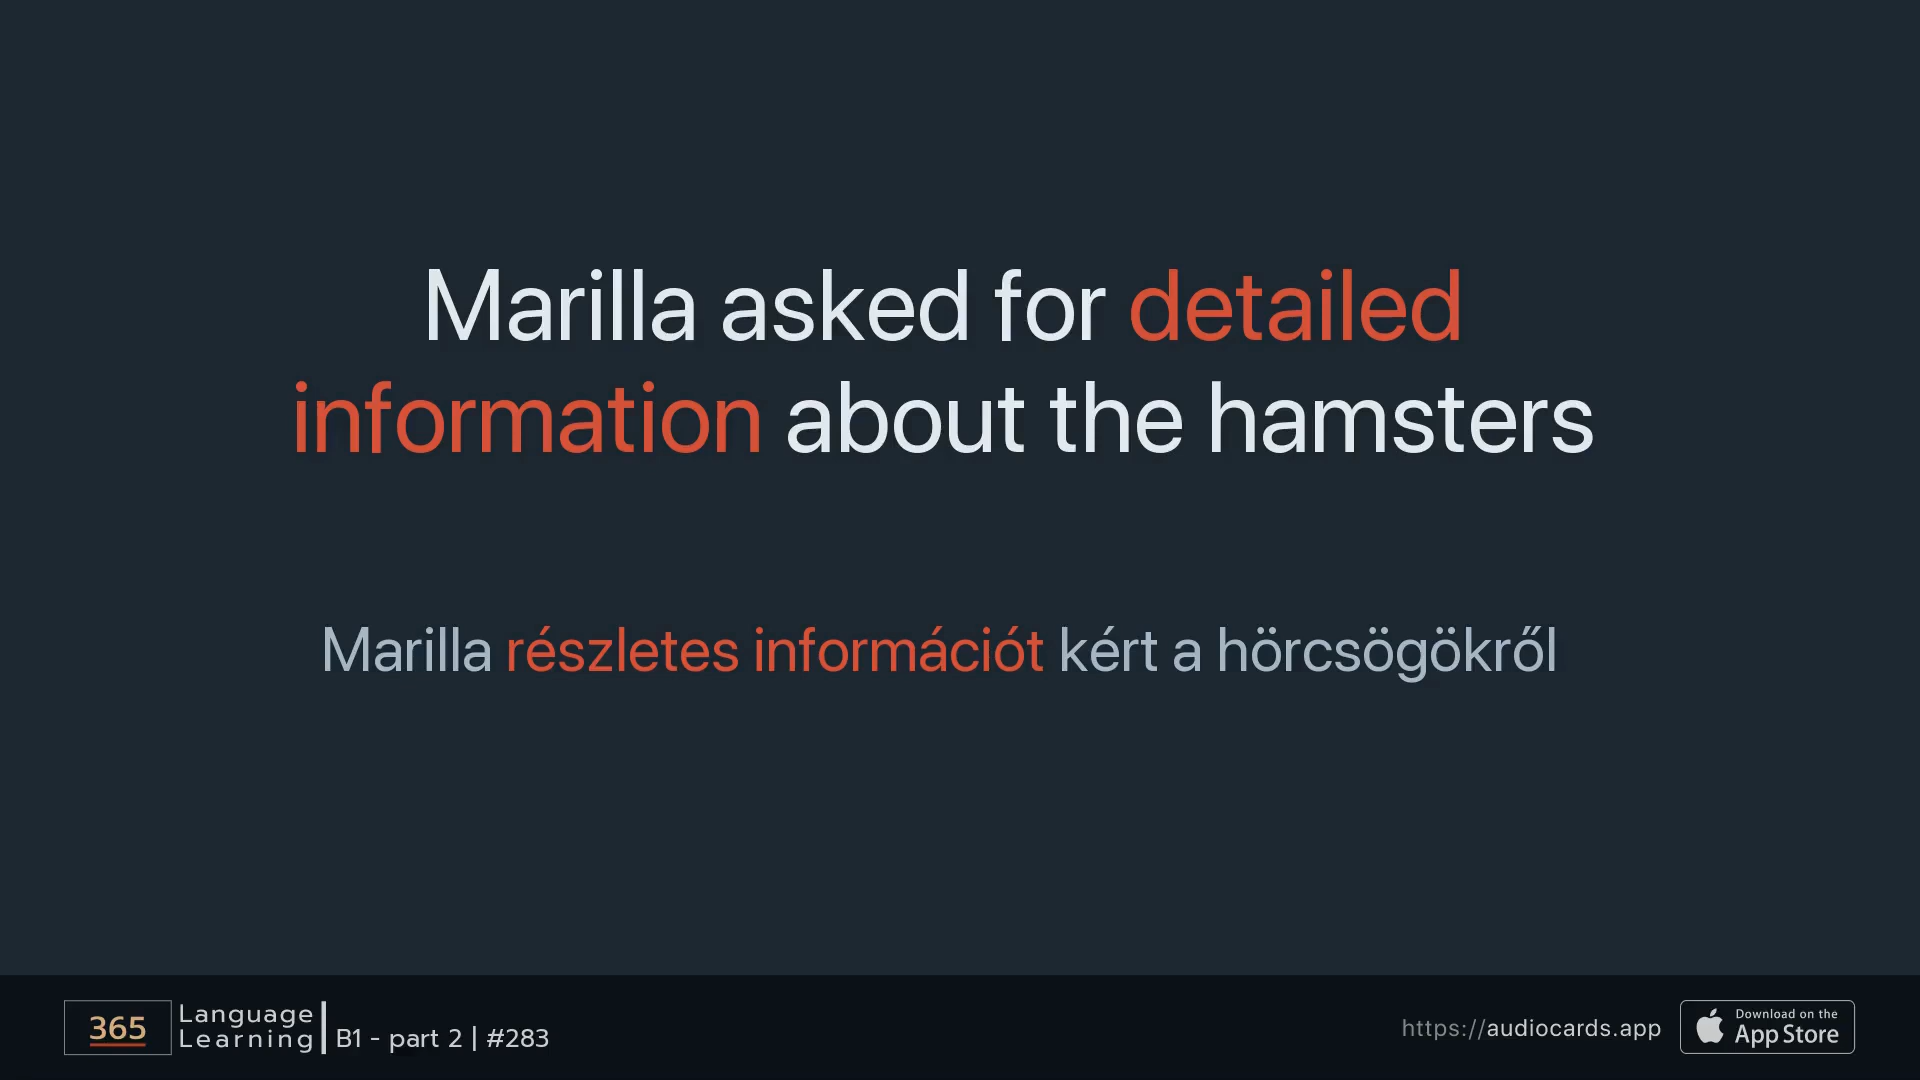 Marilla asked for detailed
information about the hamsters
Marilla részletes információt kért a hörcsögökről
365
Language
Learning
B1 - part 2 | #283
https://audiocards.app
Download on the
App Store